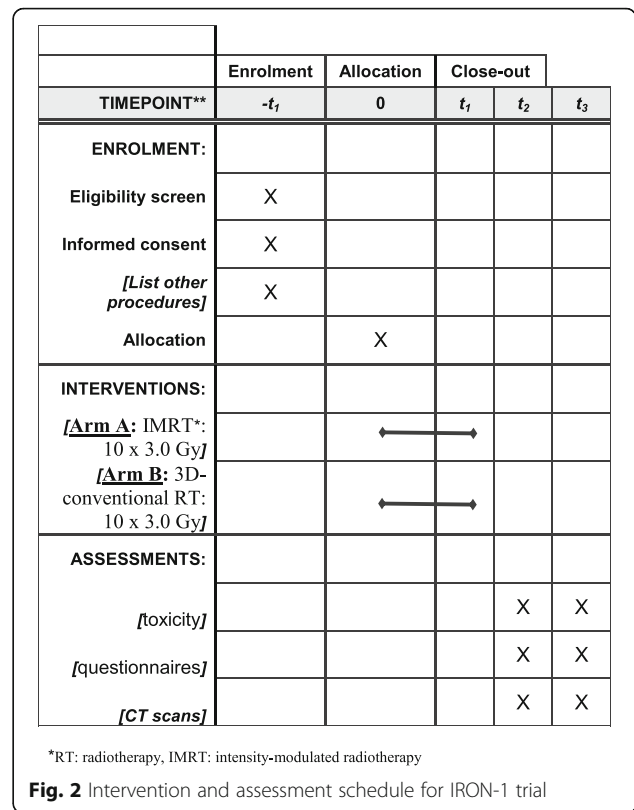 Enrolment Allocation Close-out
TIMEPOINT** -t1 0 t1 t2 t3
ENROLMENT:
Eligibility screen X
Informed consent X
[List other
procedures] X
Allocation X
INTERVENTIONS:
[Arm A: IMRT*:
10 x 3.0 Gy]
[Arm B: 3D-
conventional RT:
10 x 3.0 Gy]
ASSESSMENTS:
[toxicity] X X
[questionnaires] X X
[CT scans] X X
*RT: radiotherapy, IMRT: intensity-modulated radiotherapy
Fig. 2 Intervention and assessment schedule for IRON-1 trial